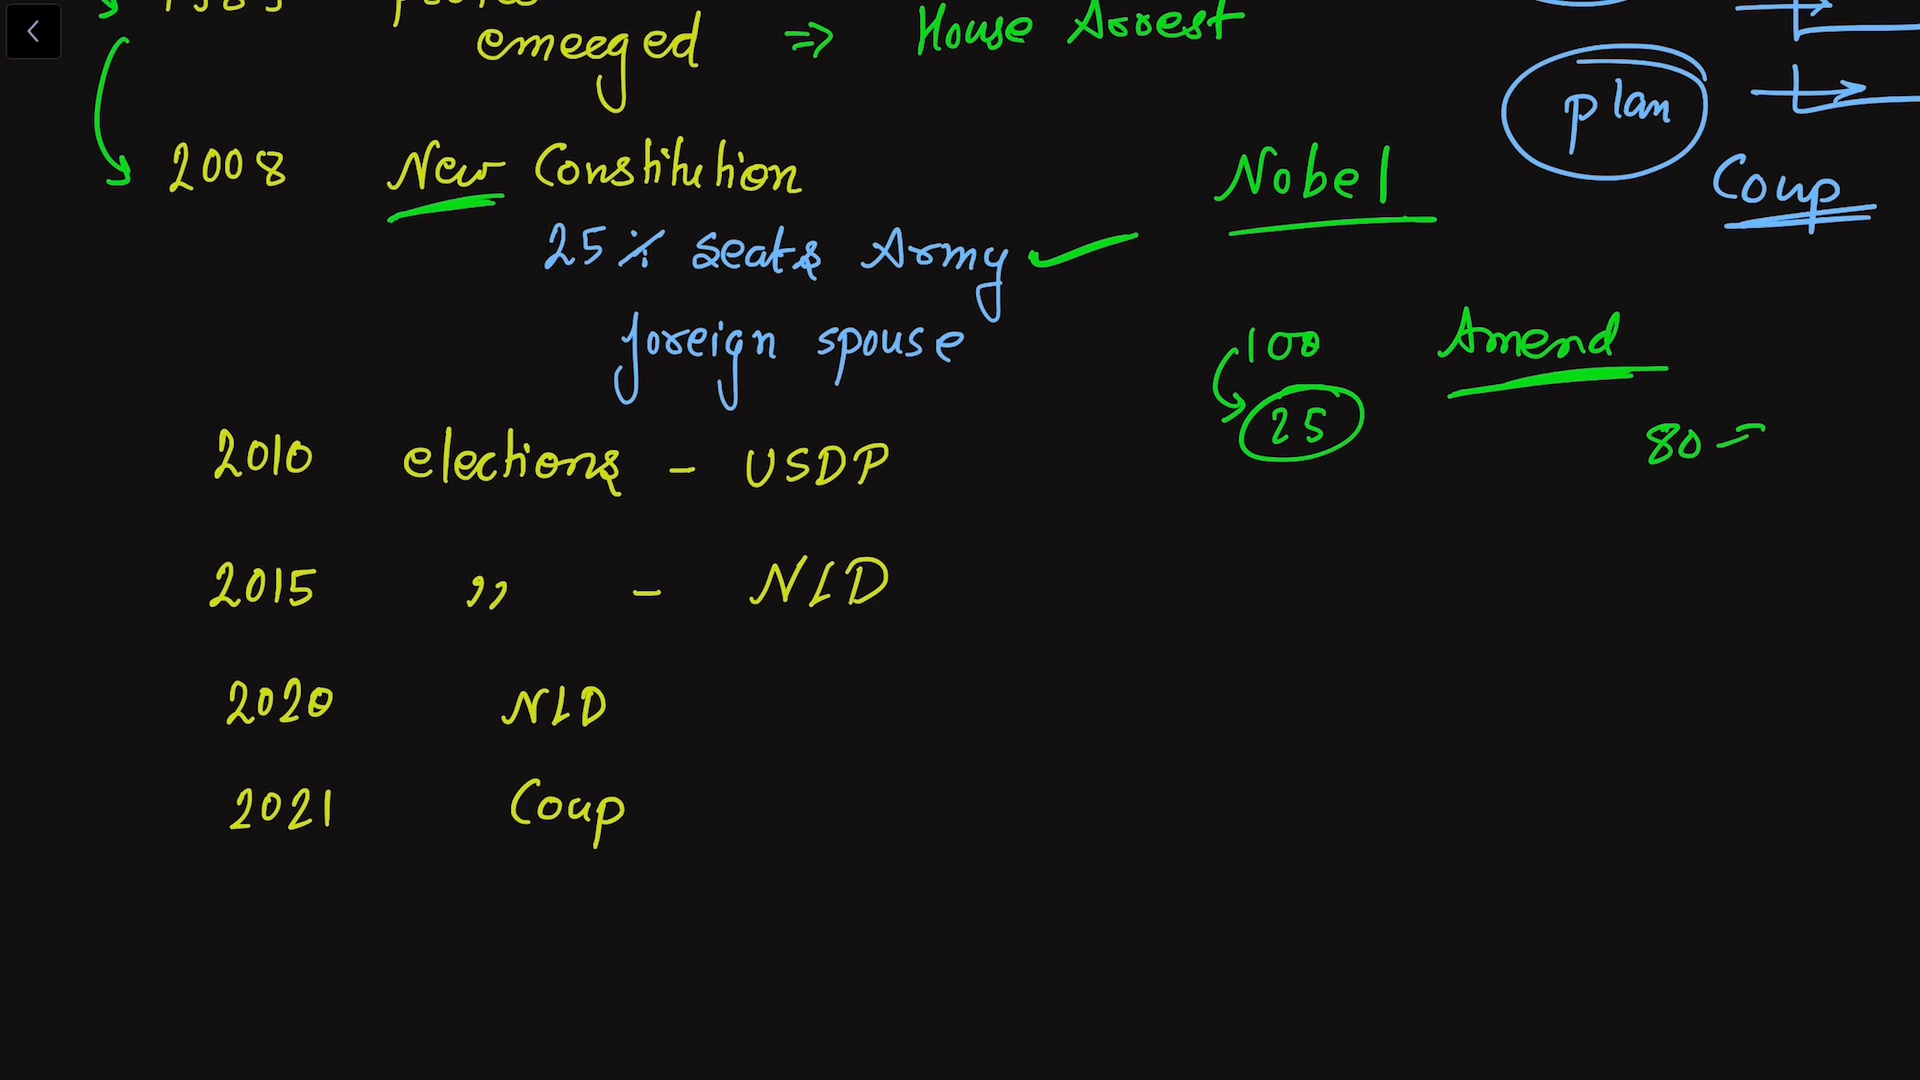 emeeged => House Arrest
plan
2008 New Constitution
Nobel
Coup
25% seats Army
foreign spouse
100 Amend
25
80 =
2010 elections - USDP
2015 ,, - NLD
2020 NLD
2021 Coup